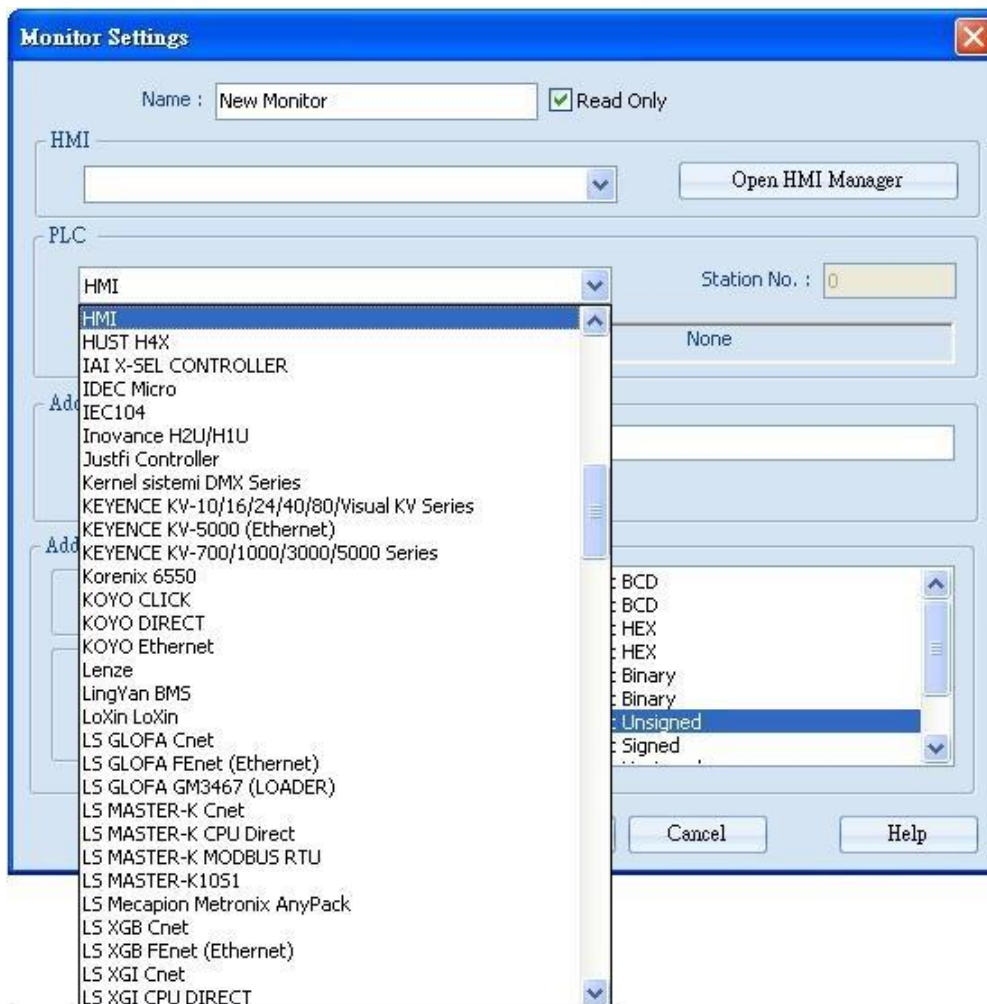 Monitor Settings
Name : New Monitor Read Only
HMI
Open HMI Manager
PLC
HMI Station No. : 0
None
HMI
HUST H4X
IAI X-SEL CONTROLLER
IDEC Micro
IEC104
Inovance H2U/H1U
Justfi Controller
Kernel sistemi DMX Series
KEYENCE KV-10/16/24/40/80/Visual KV Series
KEYENCE KV-5000 (Ethernet)
KEYENCE KV-700/1000/3000/5000 Series
Korenix 6550
KOYO CLICK
KOYO DIRECT
KOYO Ethernet
Lenze
LingYan BMS
LoXin LoXin
LS GLOFA Cnet
LS GLOFA FEnet (Ethernet)
LS GLOFA GM3467 (LOADER)
LS MASTER-K Cnet
LS MASTER-K CPU Direct
LS MASTER-K MODBUS RTU
LS MASTER-K10S1
LS Mecapion Metronix AnyPack
LS XGB Cnet
LS XGB FEnet (Ethernet)
LS XGI Cnet
LS XGI CPU DIRECT
Add
Add
BCD
BCD
HEX
HEX
Binary
Binary
Unsigned
Signed
Cancel
Help